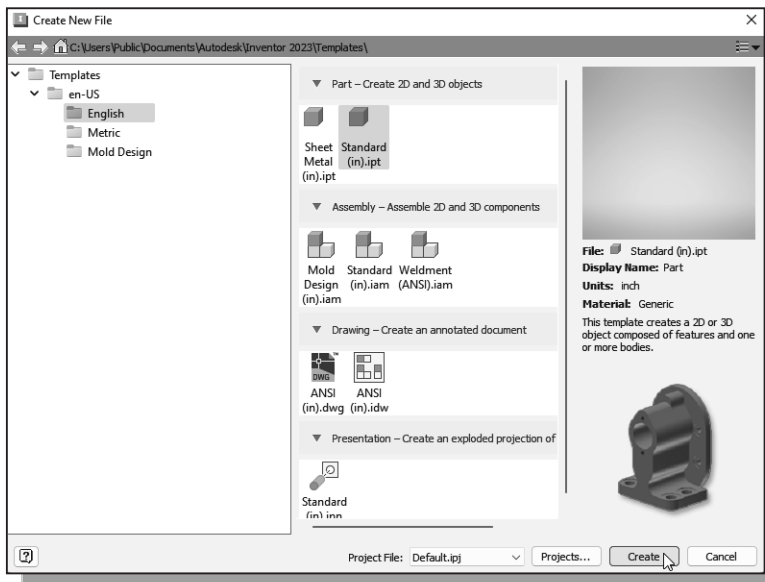 Create New File
C:\Users\Public\Documents\Autodesk\Inventor 2023\Templates\
Templates
en-US
English
Metric
Mold Design
Part – Create 2D and 3D objects
Sheet Metal (in).ipt
Standard (in).ipt
Assembly – Assemble 2D and 3D components
Mold Design (in).iam
Standard (in).iam
Weldment (ANSI).iam
Drawing – Create an annotated document
DWG
ANSI (in).dwg
ANSI (in).idw
Presentation – Create an exploded projection of
Standard
(in).ipn
File: Standard (in).ipt
Display Name: Part
Units: inch
Material: Generic
This template creates a 2D or 3D
object composed of features and one
or more bodies.
Project File: Default.ipj
Projects...
Create
Cancel